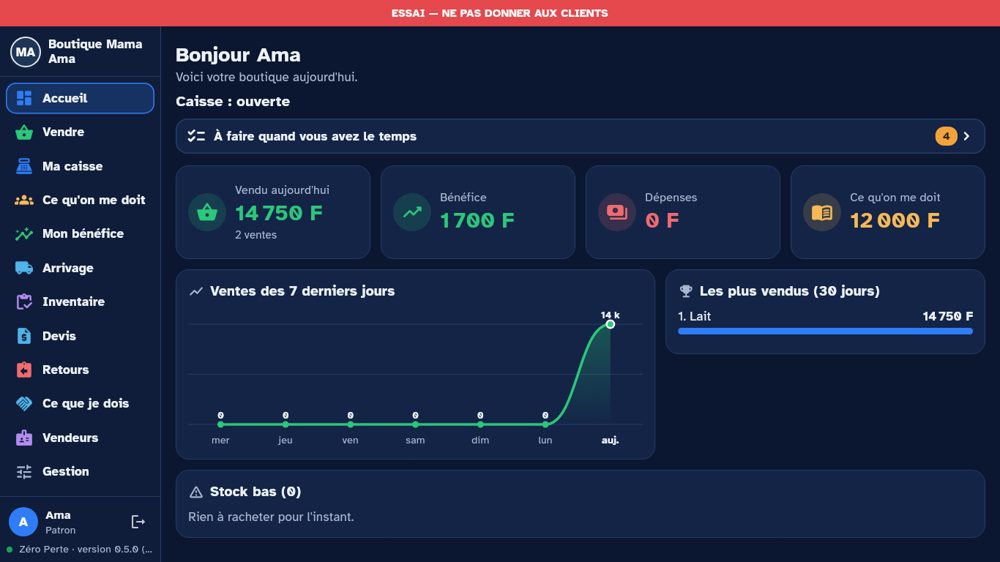 ESSAI — NE PAS DONNER AUX CLIENTS
MA
Boutique Mama
Ama
Accueil
Vendre
Ma caisse
Ce qu'on me doit
Mon bénéfice
Arrivage
Inventaire
Devis
Retours
Ce que je dois
Vendeurs
Gestion
A
Ama
Patron
Zéro Perte · version 0.5.0 (...
Bonjour Ama
Voici votre boutique aujourd'hui.
Caisse : ouverte
À faire quand vous avez le temps
4
Vendu aujourd'hui
14 750 F
2 ventes
Bénéfice
1 700 F
Dépenses
0 F
Ce qu'on me doit
12 000 F
Ventes des 7 derniers jours
14 k
0 0 0 0 0 0
mer jeu ven sam dim lun auj.
Les plus vendus (30 jours)
1. Lait 14 750 F
Stock bas (0)
Rien à racheter pour l'instant.